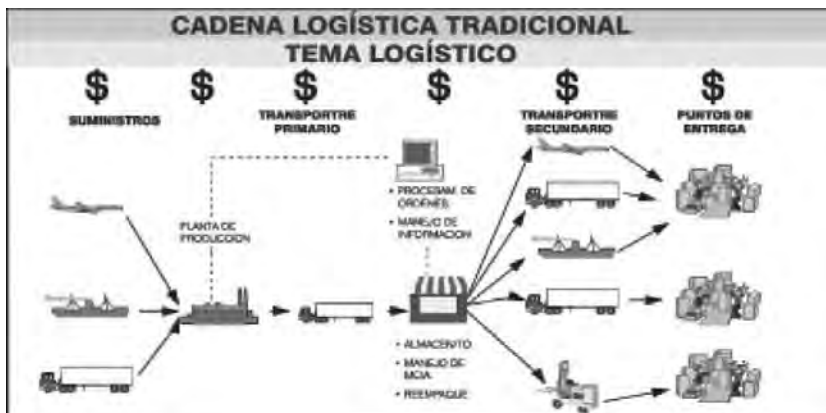 CADENA LOGÍSTICA TRADICIONAL
TEMA LOGÍSTICO
$ $ $ $ $ $
SUMINISTROS
TRANSPORTRE
PRIMARIO
TRANSPORTRE
SECUNDARIO
PUNTOS DE
ENTREGA
PLANTA DE
PRODUCCION
• PROCESAM. DE
ORDENES.
• MANEJO DE
INFORMACION
• ALMACENTO
• MANEJO DE
MCIA.
• REEMPAQUE